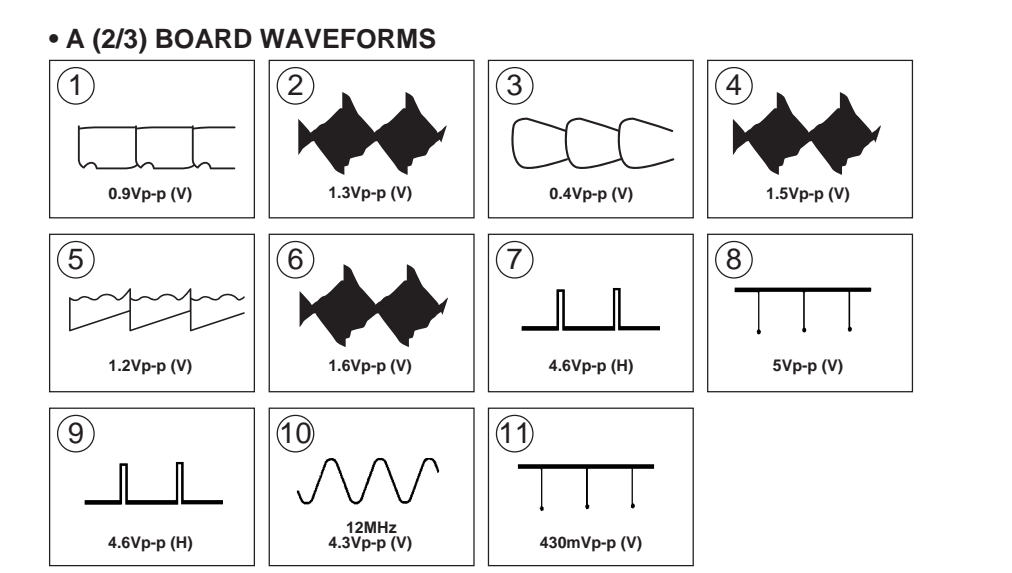 • A (2/3) BOARD WAVEFORMS
1
0.9Vp-p (V)
2
1.3Vp-p (V)
3
0.4Vp-p (V)
4
1.5Vp-p (V)
5
1.2Vp-p (V)
6
1.6Vp-p (V)
7
4.6Vp-p (H)
8
5Vp-p (V)
9
4.6Vp-p (H)
10
12MHz
4.3Vp-p (V)
11
430mVp-p (V)